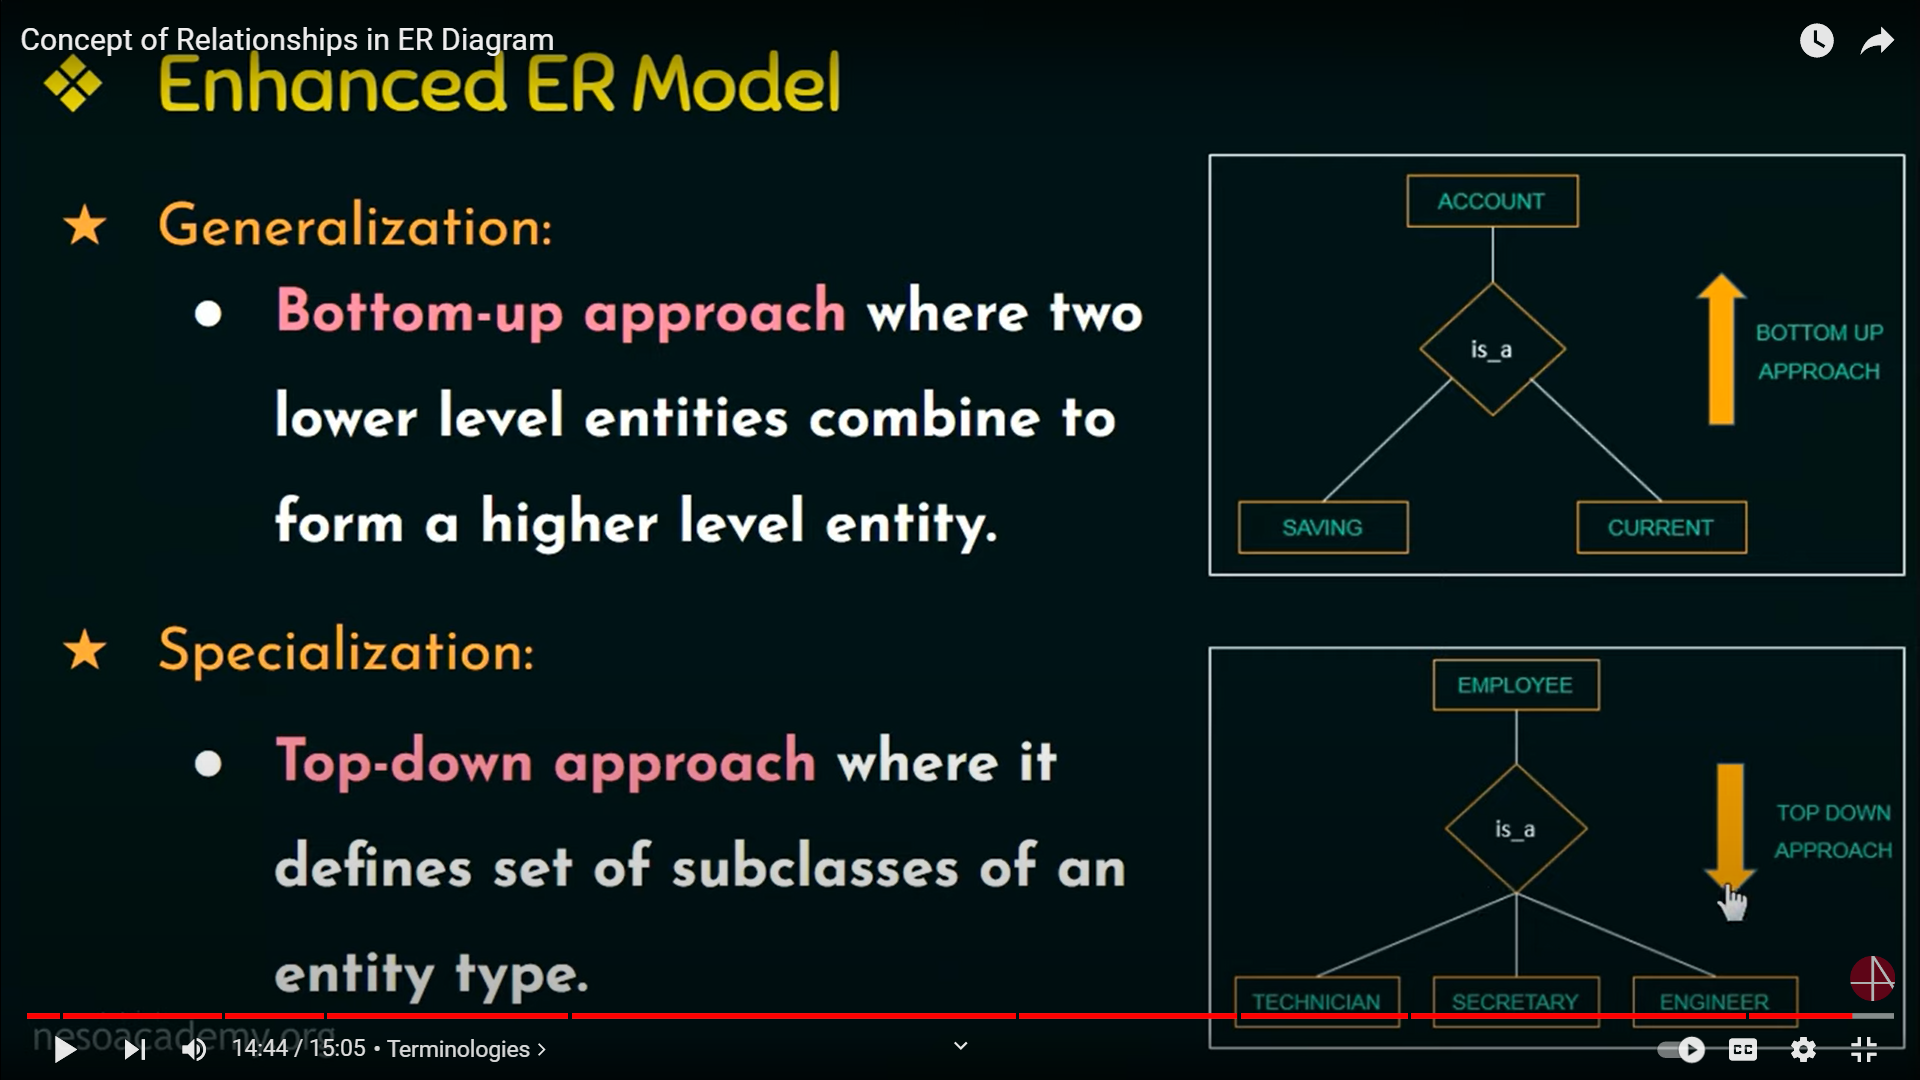 Concept of Relationships in ER Diagram
Enhanced ER Model
Generalization:
Bottom-up approach where two
lower level entities combine to
form a higher level entity.
ACCOUNT
is_a
BOTTOM UP
APPROACH
SAVING
CURRENT
Specialization:
Top-down approach where it
defines set of subclasses of an
entity type.
EMPLOYEE
is_a
TOP DOWN
APPROACH
TECHNICIAN
SECRETARY
ENGINEER
nesoacademy.org
14:44 / 15:05 • Terminologies
CC